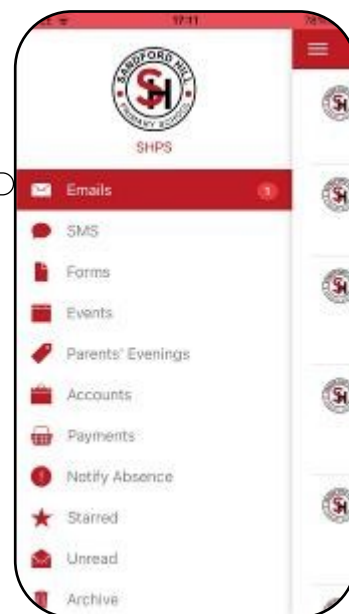 17:11
78%
SANDFORD HILL
SH
PRIMARY SCHOOL
SHPS
Emails 1
SMS
Forms
Events
Parents' Evenings
Accounts
Payments
Notify Absence
Starred
Unread
Archive